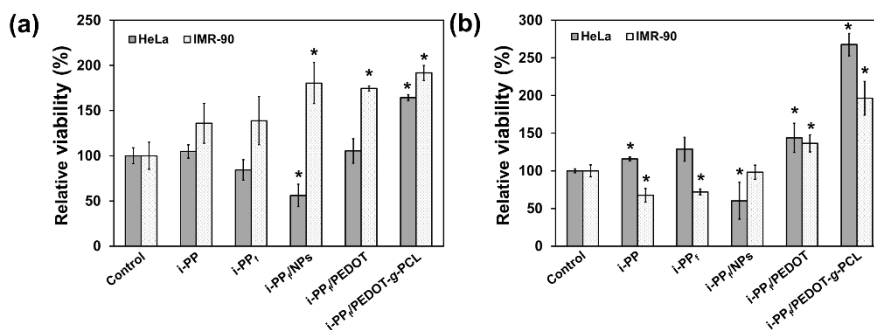 (a)
Relative viability (%)
250
200
150
100
50
0
HeLa IMR-90
* * * * *
Control
i-PP
i-PPf
i-PPf/NPs
i-PPf/PEDOT
i-PPf/PEDOT-g-PCL
(b)
Relative viability (%)
300
250
200
150
100
50
0
HeLa IMR-90
* * * * * * * *
Control
i-PP
i-PPf
i-PPf/NPs
i-PPf/PEDOT
i-PPf/PEDOT-g-PCL